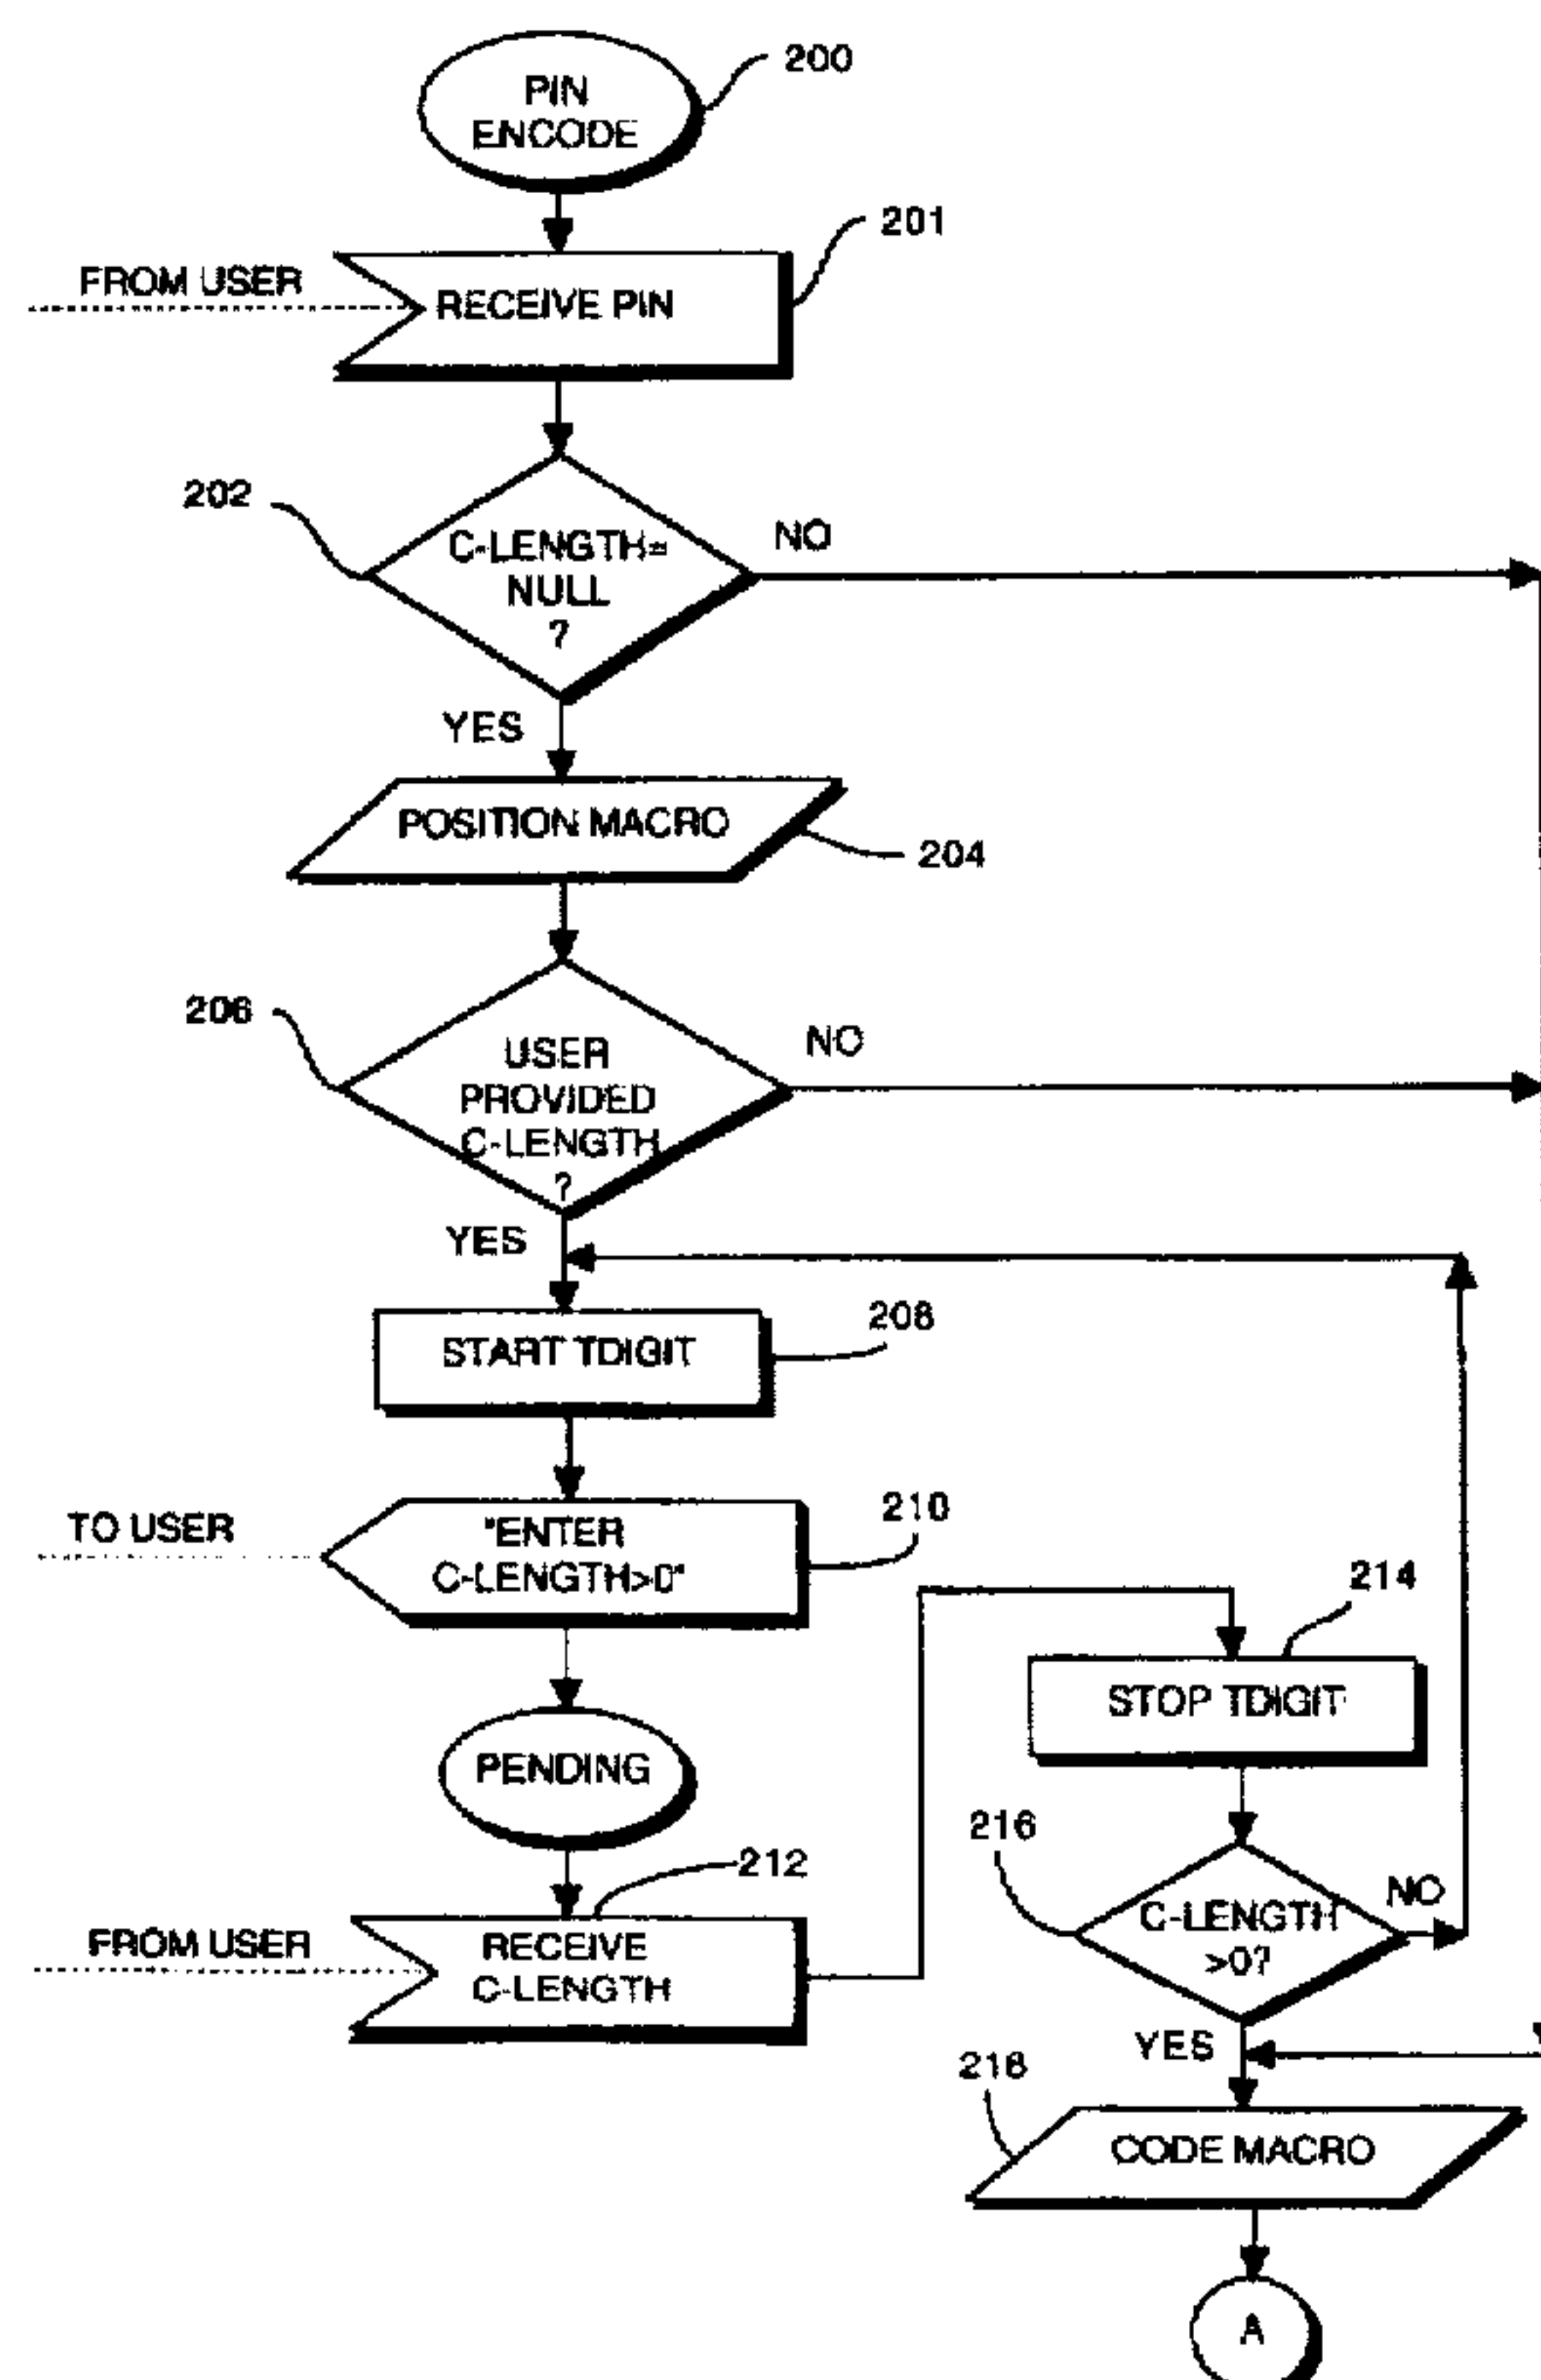 200
PIN
ENCODE
201
FROM USER
RECEIVE PIN
202
C-LENGTH=
NULL
?
NO
YES
POSITION MACRO
204
206
USER
PROVIDED
C-LENGTH
?
NO
YES
START TDIGIT
208
TO USER
"ENTER
C-LENGTH>0"
210
PENDING
212
FROM USER
RECEIVE
C-LENGTH
214
STOP TDIGIT
216
C-LENGTH
>0?
NO
YES
218
CODE MACRO
A